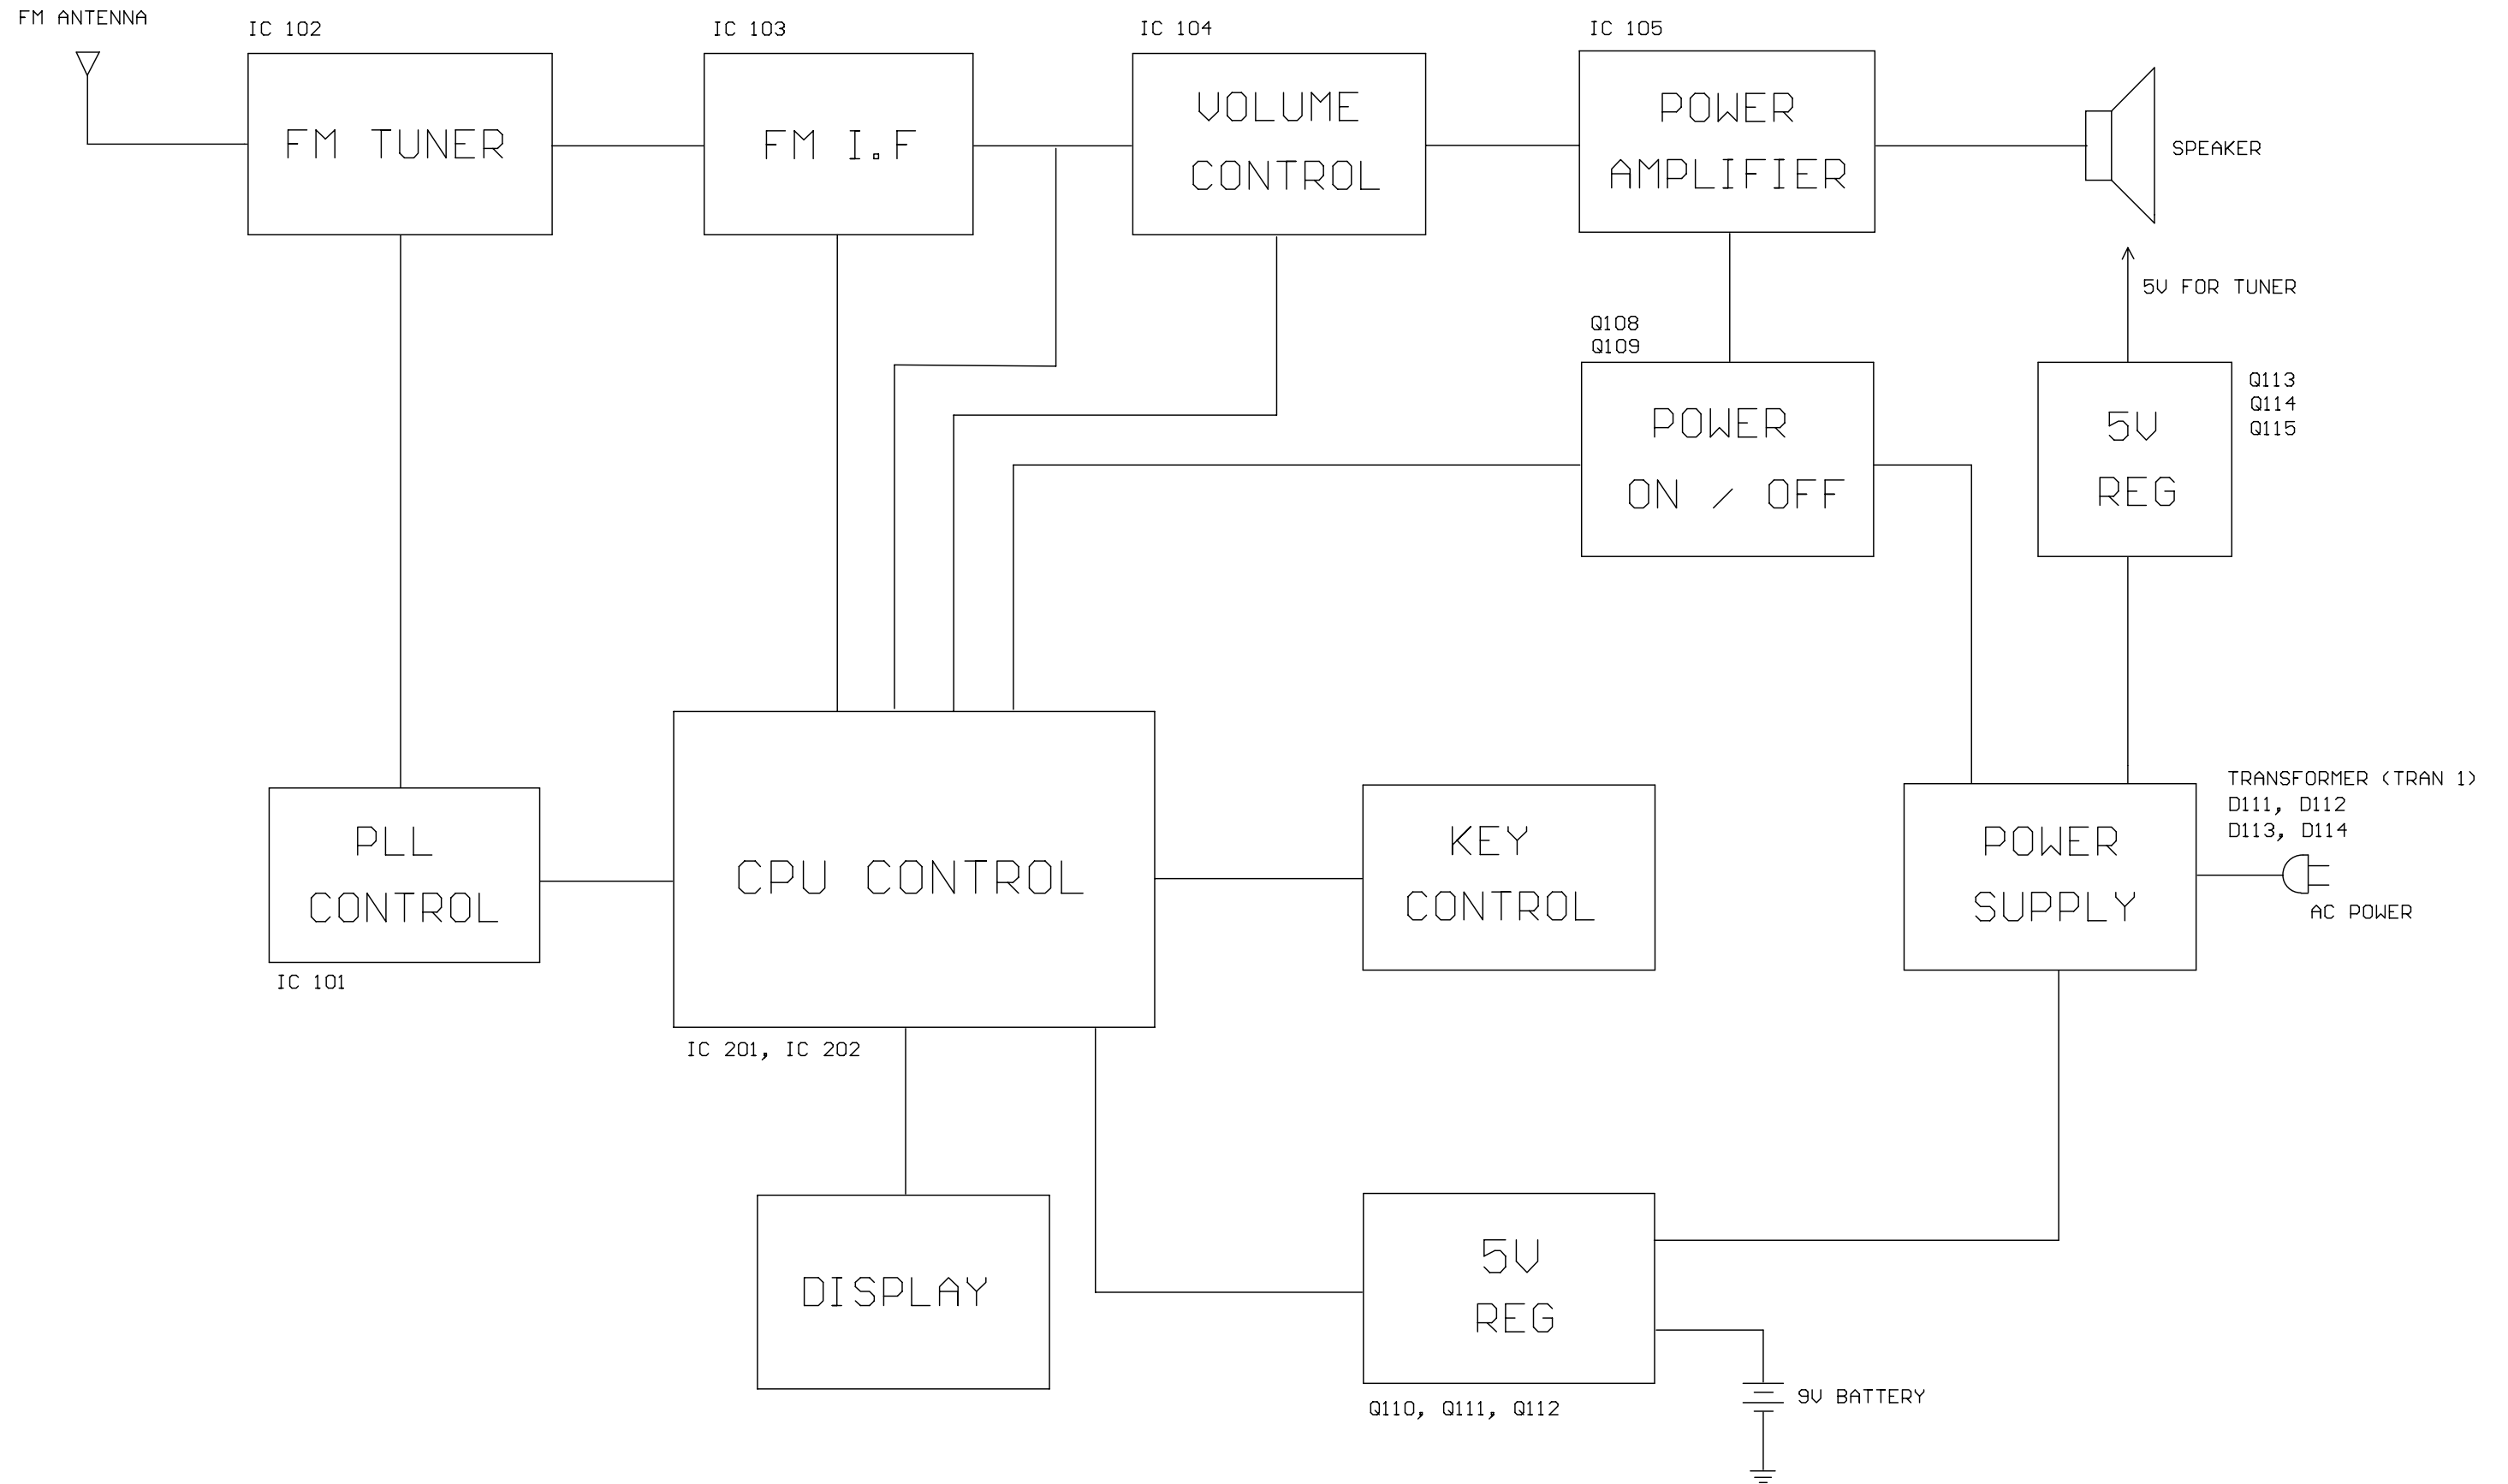 FM ANTENNA
IC 102
IC 103
IC 104
IC 105
FM TUNER
FM I.F
VOLUME
CONTROL
POWER
AMPLIFIER
SPEAKER
5V FOR TUNER
Q108
Q109
POWER
ON / OFF
5V
REG
Q113
Q114
Q115
PLL
CONTROL
IC 101
CPU CONTROL
IC 201, IC 202
KEY
CONTROL
POWER
SUPPLY
TRANSFORMER (TRAN 1)
D111, D112
D113, D114
AC POWER
DISPLAY
5V
REG
Q110, Q111, Q112
9V BATTERY